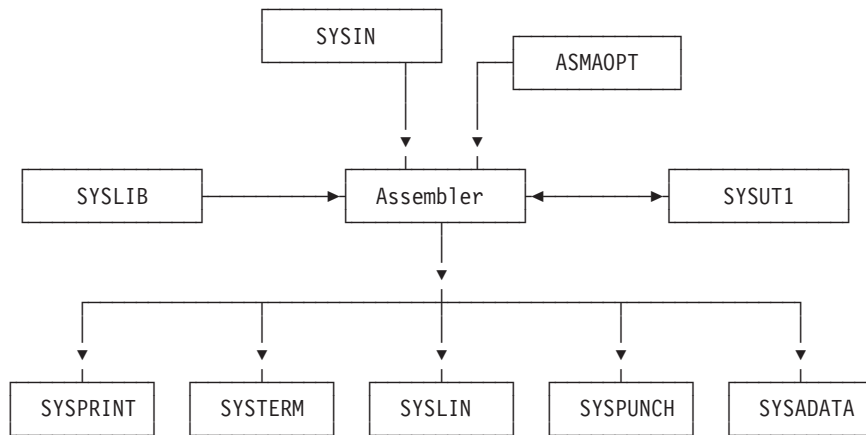 SYSIN
ASMAOPT
SYSLIB
Assembler
SYSUT1
SYSPRINT
SYSTERM
SYSLIN
SYSPUNCH
SYSADATA